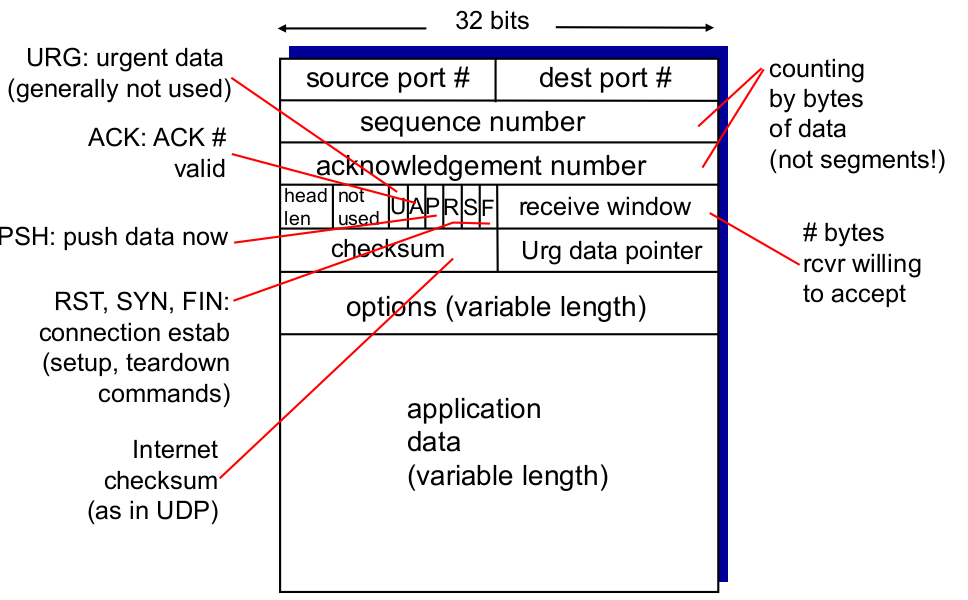 32 bits
URG: urgent data
(generally not used)
ACK: ACK #
valid
PSH: push data now
RST, SYN, FIN:
connection estab
(setup, teardown
commands)
Internet
checksum
(as in UDP)
source port #
dest port #
sequence number
acknowledgement number
head
len
not
used
U
A
P
R
S
F
receive window
checksum
Urg data pointer
options (variable length)
application
data
(variable length)
counting
by bytes
of data
(not segments!)
# bytes
rcvr willing
to accept